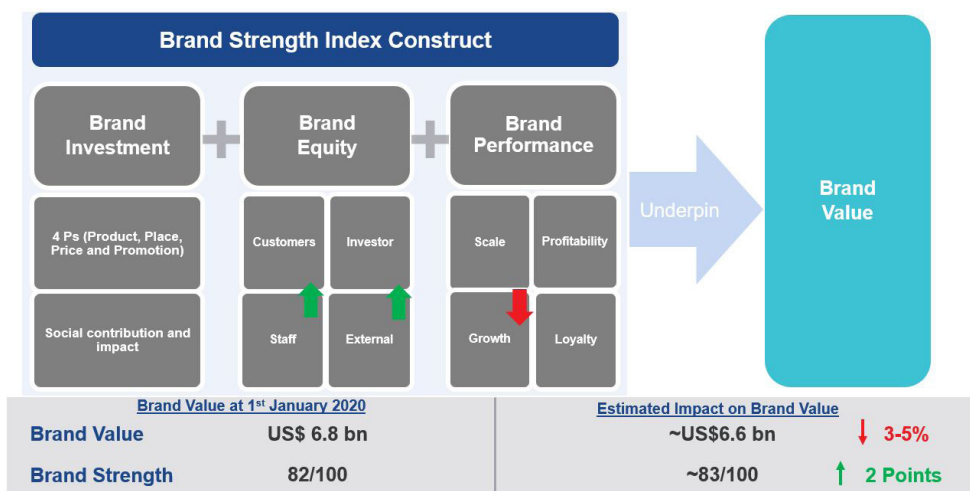 Brand Strength Index Construct
Brand
Investment
Brand
Equity
Brand
Performance
4 Ps (Product, Place,
Price and Promotion)
Social contribution and
impact
Customers
Investor
Staff
External
Scale
Profitability
Growth
Loyalty
Underpin
Brand
Value
Brand Value at 1st January 2020
Estimated Impact on Brand Value
Brand Value US$ 6.8 bn ~US$6.6 bn 3-5%
Brand Strength 82/100 ~83/100 2 Points